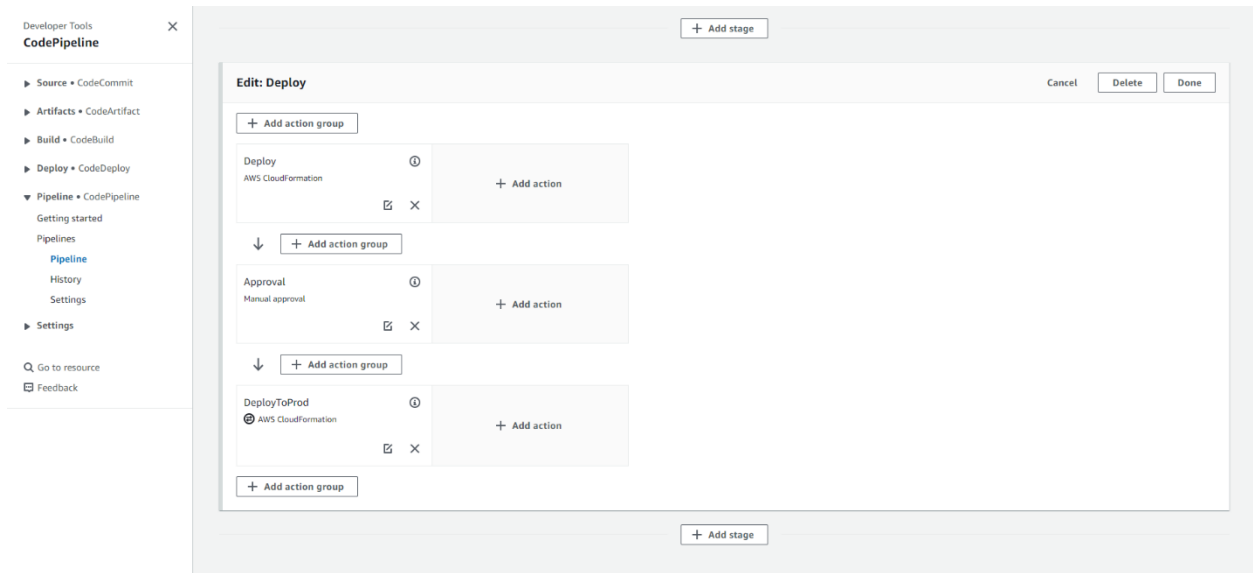 Developer Tools
CodePipeline
Source • CodeCommit
Artifacts • CodeArtifact
Build • CodeBuild
Deploy • CodeDeploy
Pipeline • CodePipeline
Getting started
Pipelines
Pipeline
History
Settings
Settings
Go to resource
Feedback
+ Add stage
Edit: Deploy
Cancel
Delete
Done
+ Add action group
Deploy
AWS CloudFormation
+ Add action
+ Add action group
Approval
Manual approval
+ Add action
+ Add action group
DeployToProd
AWS CloudFormation
+ Add action
+ Add action group
+ Add stage